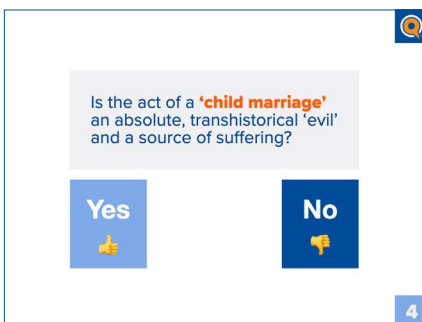 Is the act of a ‘child marriage’
an absolute, transhistorical ‘evil’
and a source of suffering?
Yes
No
4